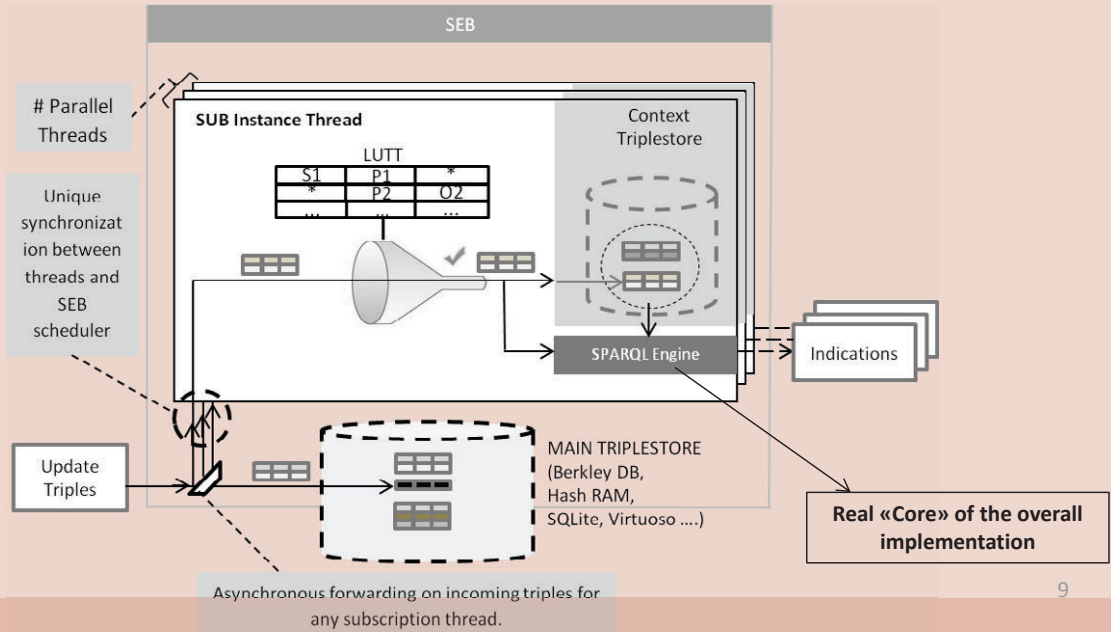 SEB
# Parallel
Threads
SUB Instance Thread
Context
Triplestore
LUTT
S1 P1 *
* P2 O2
... ... ...
Unique
synchronizat
ion between
threads and
SEB
scheduler
SPARQL Engine
Indications
Update
Triples
MAIN TRIPLESTORE
(Berkley DB,
Hash RAM,
SQLite, Virtuoso ....)
Real «Core» of the overall
implementation
Asynchronous forwarding on incoming triples for
any subscription thread.
9